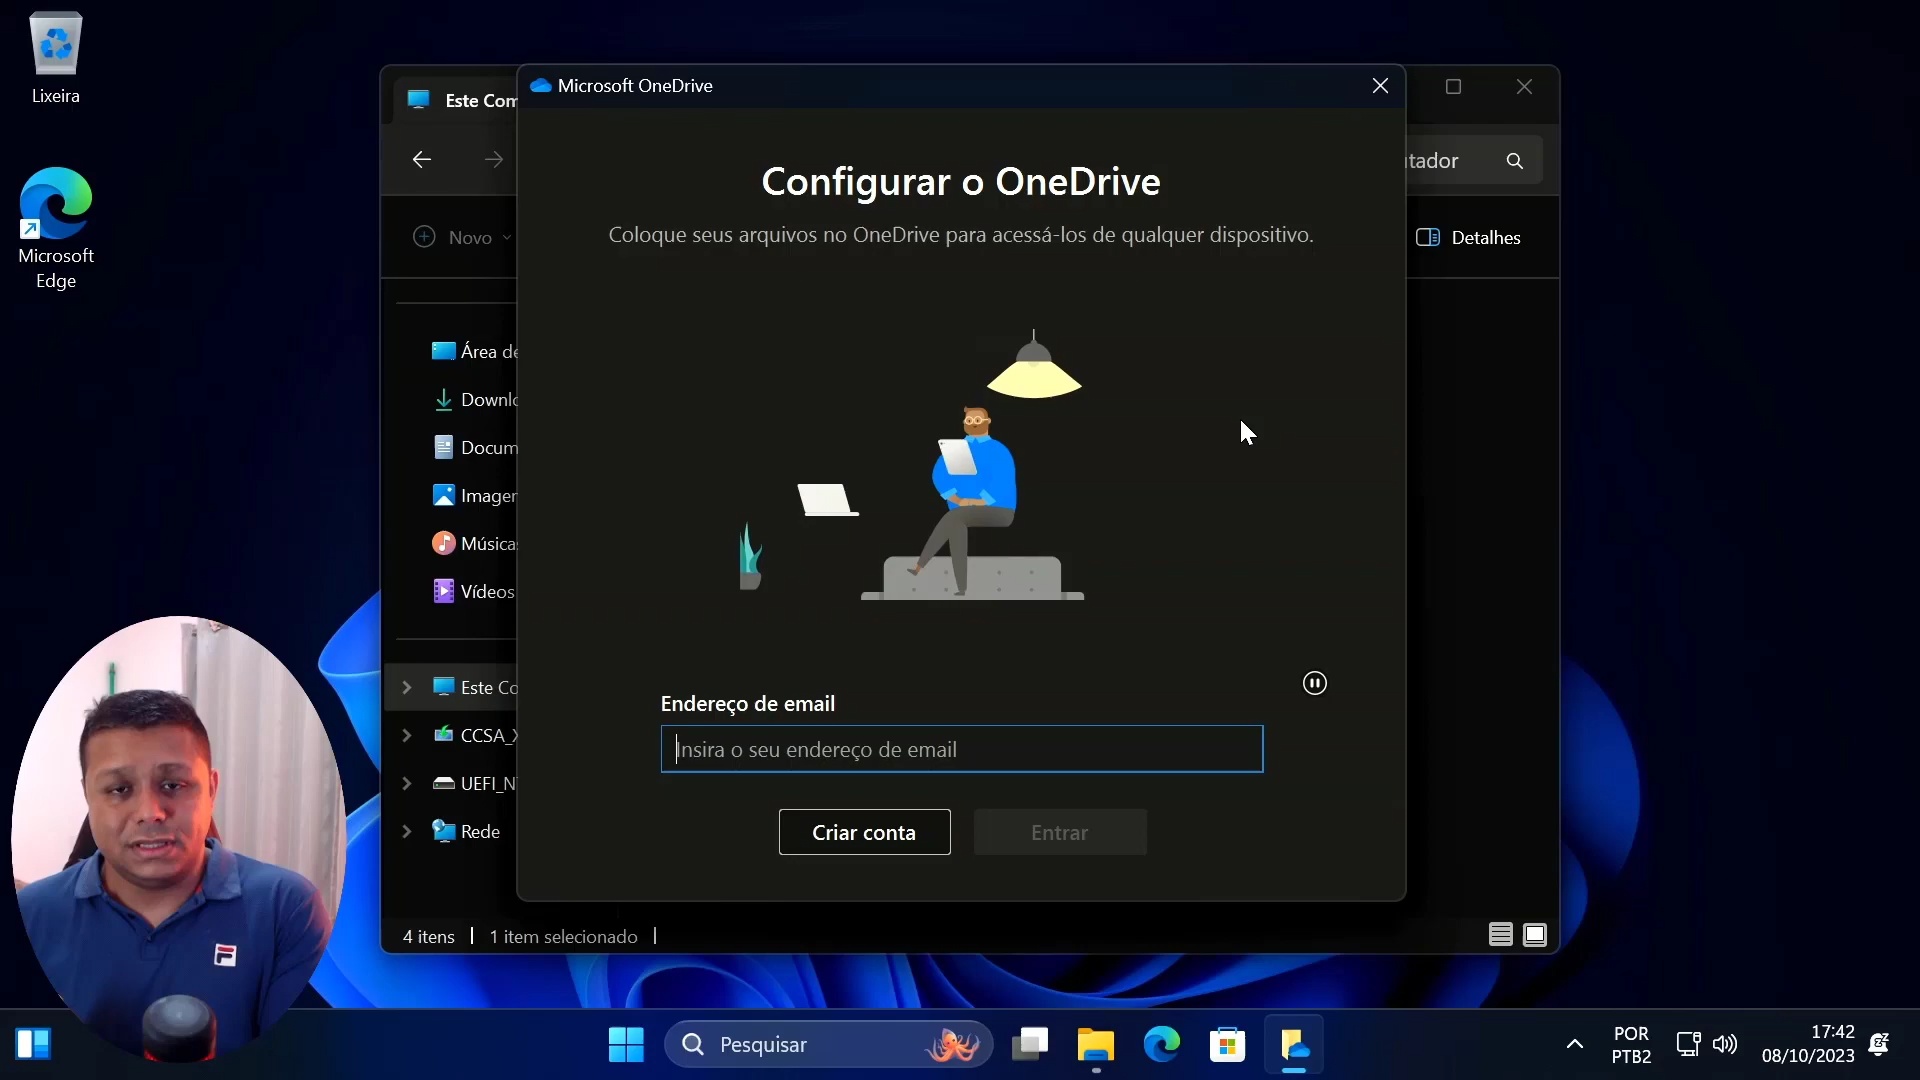 Lixeira
Microsoft
Edge
Este Com
Microsoft OneDrive
tador
Novo
Detalhes
Configurar o OneDrive
Coloque seus arquivos no OneDrive para acessá-los de qualquer dispositivo.
Área de
Downlo
Docum
Imagen
Música
Vídeos
Este Co
CCSA_X
UEFI_N
Rede
Endereço de email
Insira o seu endereço de email
Criar conta
Entrar
4 itens
1 item selecionado
Pesquisar
POR
PTB2
17:42
08/10/2023